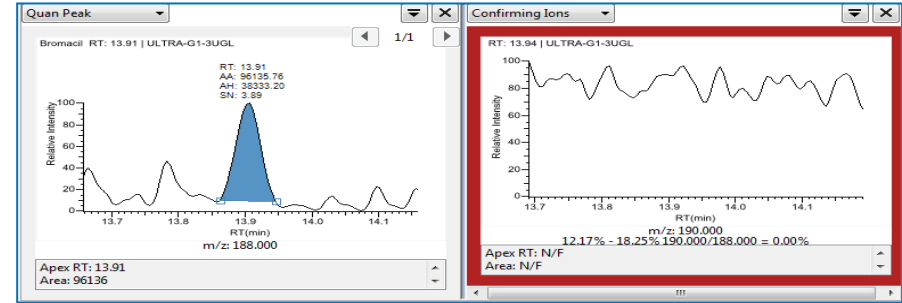 Quan Peak
Bromacil RT: 13.91 | ULTRA-G1-3UGL
1/1
RT: 13.91
AA: 96135.76
AH: 38333.20
SN: 3.89
Relative Intensity
100
80
60
40
20
0
13.7 13.8 13.9 14.0 14.1
RT(min)
m/z: 188.000
Apex RT: 13.91
Area: 96136
Confirming Ions
RT: 13.94 | ULTRA-G1-3UGL
Relative Intensity
100
80
60
40
20
0
13.7 13.8 13.9 14.0 14.1
RT(min)
m/z: 190.000
12.17% - 18.25% 190.000/188.000 = 0.00%
Apex RT: N/F
Area: N/F